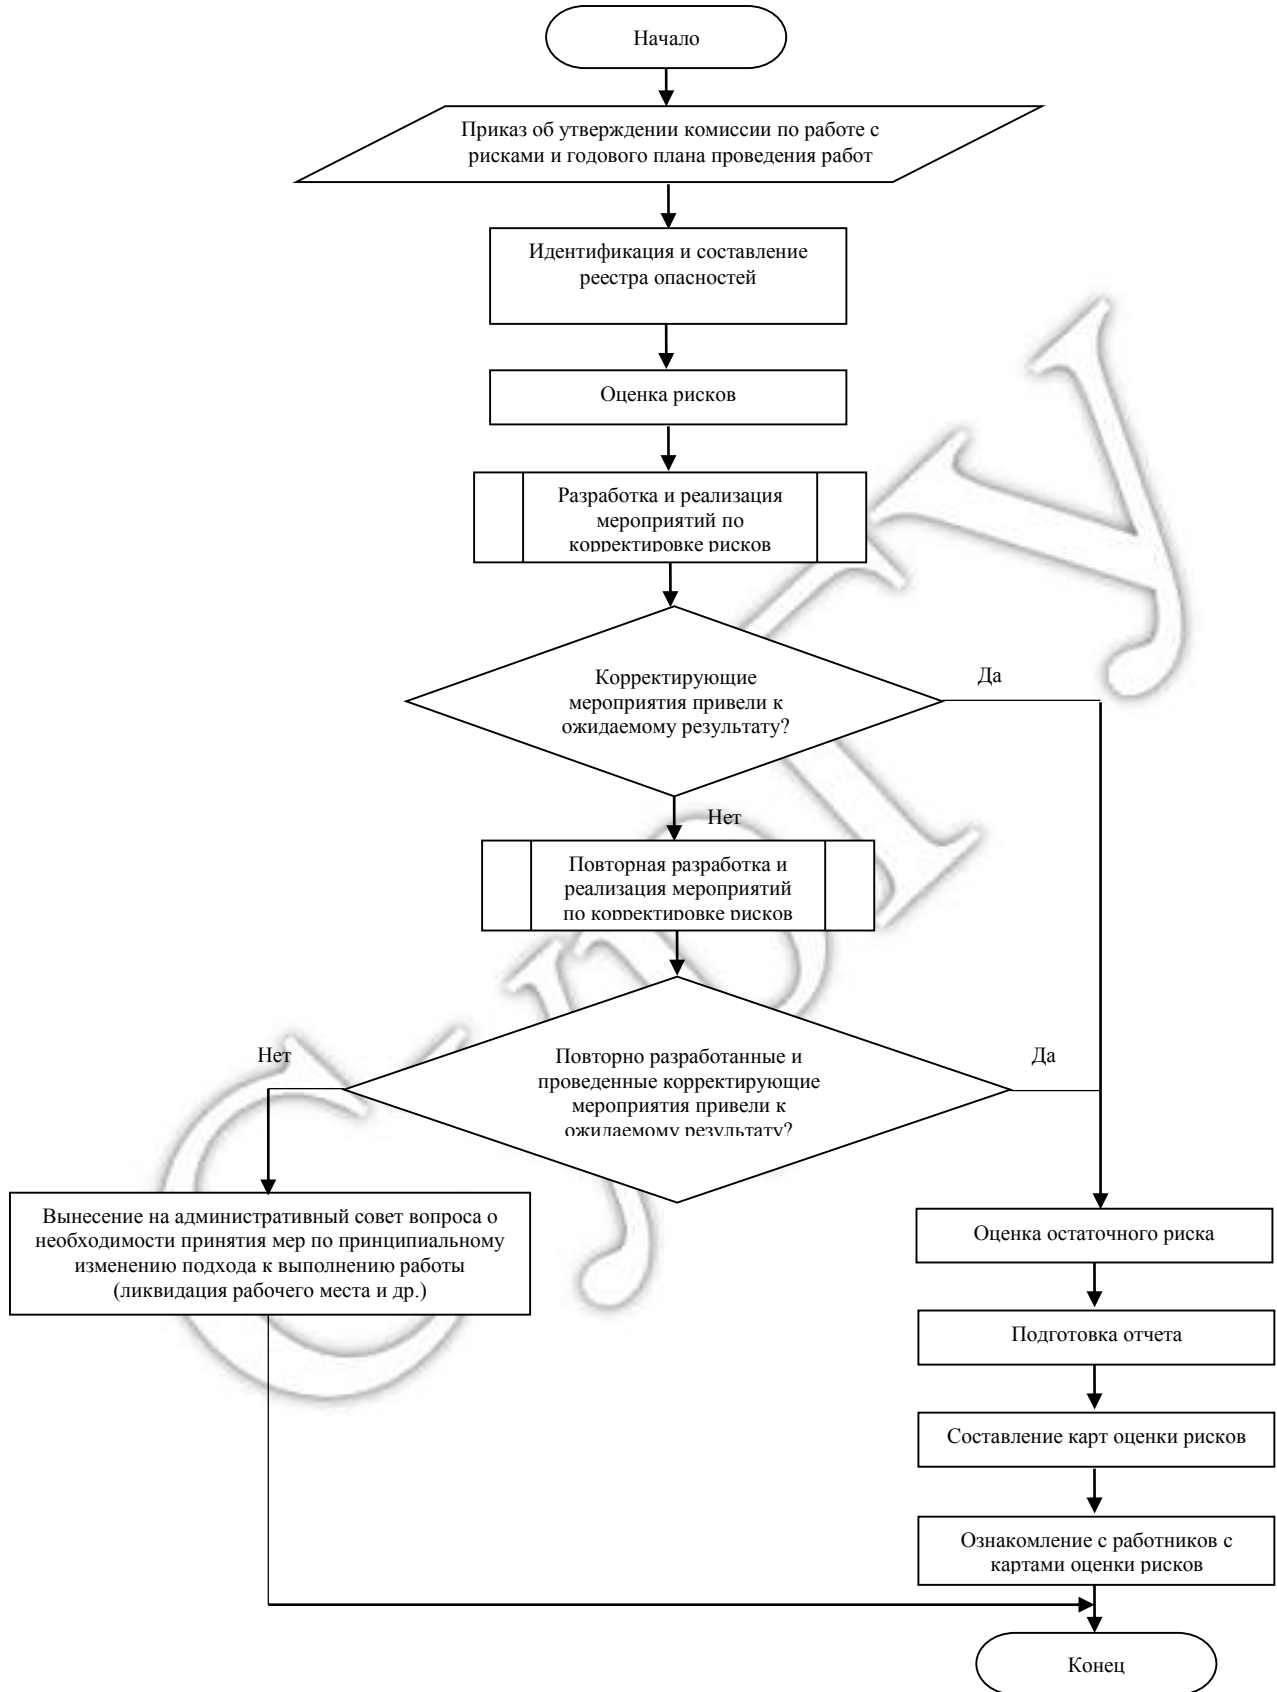 Начало
Приказ об утверждении комиссии по работе с
рисками и годового плана проведения работ
Идентификация и составление
реестра опасностей
Оценка рисков
Разработка и реализация
мероприятий по
корректировке рисков
Корректирующие
мероприятия привели к
ожидаемому результату?
Да
Нет
Повторная разработка и
реализация мероприятий
по корректировке рисков
Повторно разработанные и
проведенные корректирующие
мероприятия привели к
ожидаемому результату?
Нет
Да
Вынесение на административный совет вопроса о
необходимости принятия мер по принципиальному
изменению подхода к выполнению работы
(ликвидация рабочего места и др.)
Оценка остаточного риска
Подготовка отчета
Составление карт оценки рисков
Ознакомление с работников с
картами оценки рисков
Конец